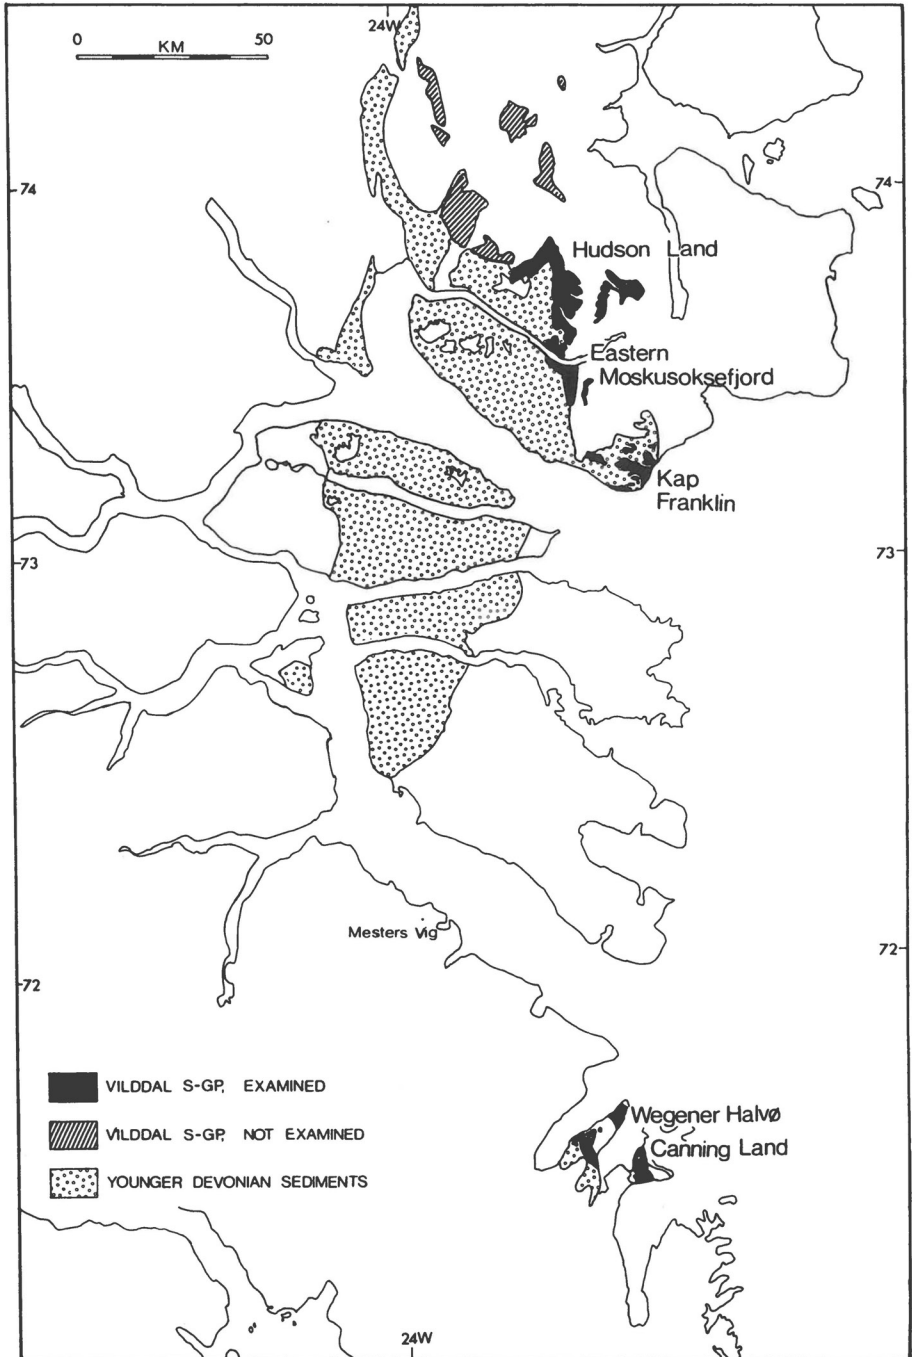 24W
0 50
KM
74
74
Hudson Land
Eastern
Moskusoksefjord
Kap
Franklin
73
73
Mesters Vig
72
72
VILDDAL S-GP, EXAMINED
VILDDAL S-GP, NOT EXAMINED
YOUNGER DEVONIAN SEDIMENTS
Wegener Halvø
Canning Land
24W